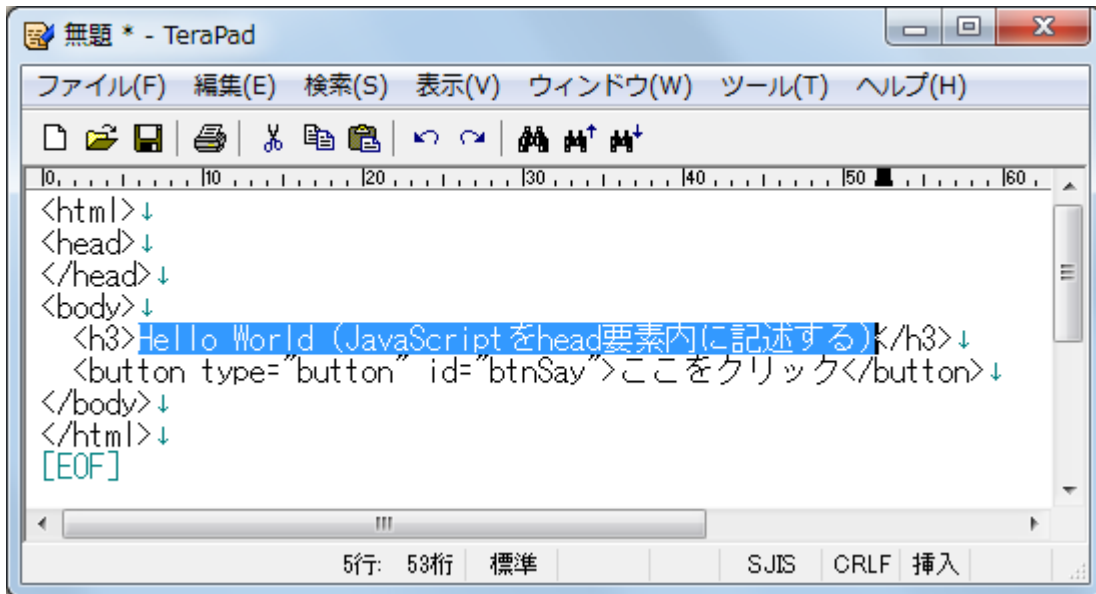 無題 * - TeraPad
ファイル(F) 編集(E) 検索(S) 表示(V) ウィンドウ(W) ツール(T) ヘルプ(H)
0 10 20 30 40 50 60
<html>↓
<head>↓
</head>↓
<body>↓
  <h3>Hello World (JavaScriptをhead要素内に記述する)</h3>↓
  <button type="button" id="btnSay">ここをクリック</button>↓
</body>↓
</html>↓
[EOF]
5行: 53桁 標準 SJIS CRLF 挿入